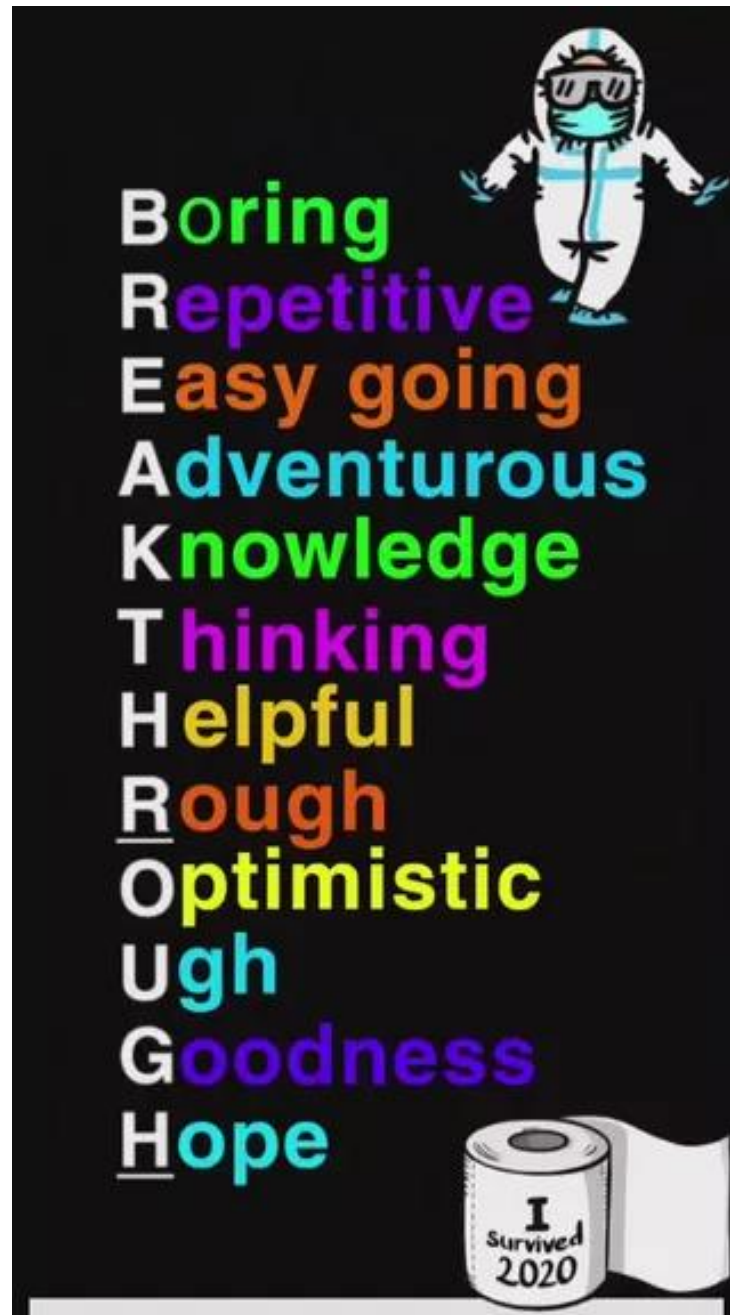 Boring
Repetitive
Easy going
Adventurous
Knowledge
Thinking
Helpful
Rough
Optimistic
Ugh
Goodness
Hope
I
Survived
2020